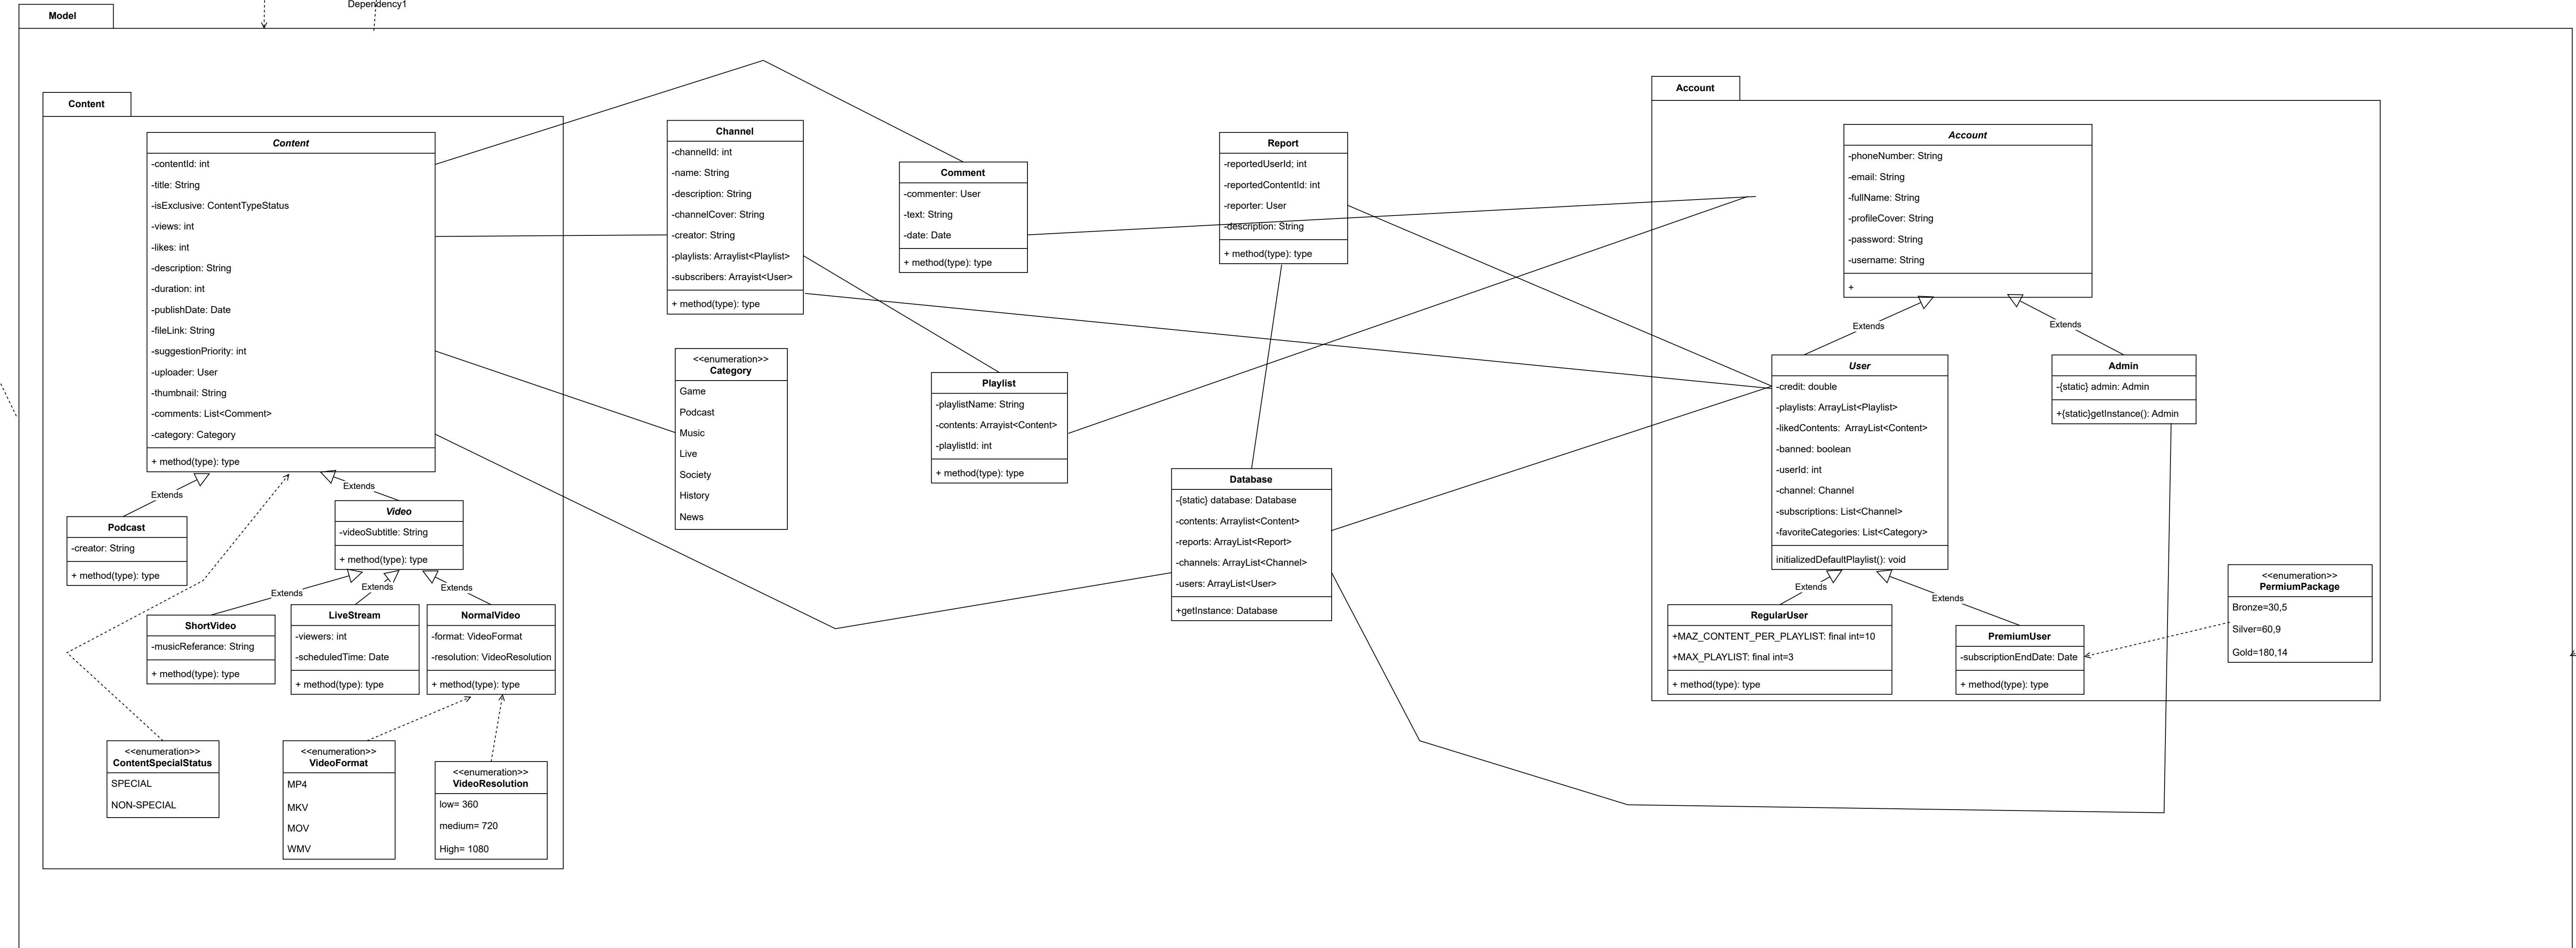 Dependency1
Model
Content
Content
-contentId: int
-title: String
-isExclusive: ContentTypeStatus
-views: int
-likes: int
-description: String
-duration: int
-publishDate: Date
-fileLink: String
-suggestionPriority: int
-uploader: User
-thumbnail: String
-comments: List<Comment>
-category: Category
+ method(type): type
Extends
Extends
Podcast
-creator: String
+ method(type): type
Video
-videoSubtitle: String
+ method(type): type
Extends
Extends
Extends
ShortVideo
-musicReferance: String
+ method(type): type
LiveStream
-viewers: int
-scheduledTime: Date
+ method(type): type
NormalVideo
-format: VideoFormat
-resolution: VideoResolution
+ method(type): type
<<enumeration>>
ContentSpecialStatus
SPECIAL
NON-SPECIAL
<<enumeration>>
VideoFormat
MP4
MKV
MOV
WMV
<<enumeration>>
VideoResolution
low= 360
medium= 720
High= 1080
Channel
-channelId: int
-name: String
-description: String
-channelCover: String
-creator: String
-playlists: Arraylist<Playlist>
-subscribers: Arrayist<User>
+ method(type): type
<<enumeration>>
Category
Game
Podcast
Music
Live
Society
History
News
Comment
-commenter: User
-text: String
-date: Date
+ method(type): type
Playlist
-playlistName: String
-contents: Arrayist<Content>
-playlistId: int
+ method(type): type
Report
-reportedUserId; int
-reportedContentId: int
-reporter: User
-description: String
+ method(type): type
Database
-{static} database: Database
-contents: Arraylist<Content>
-reports: ArrayList<Report>
-channels: ArrayList<Channel>
-users: ArrayList<User>
+getInstance: Database
Account
Account
-phoneNumber: String
-email: String
-fullName: String
-profileCover: String
-password: String
-username: String
+
Extends
Extends
User
-credit: double
-playlists: ArrayList<Playlist>
-likedContents:  ArrayList<Content>
-banned: boolean
-userId: int
-channel: Channel
-subscriptions: List<Channel>
-favoriteCategories: List<Category>
initializedDefaultPlaylist(): void
Admin
-{static} admin: Admin
+{static}getInstance(): Admin
Extends
Extends
RegularUser
+MAZ_CONTENT_PER_PLAYLIST: final int=10
+MAX_PLAYLIST: final int=3
+ method(type): type
PremiumUser
-subscriptionEndDate: Date
+ method(type): type
<<enumeration>>
PermiumPackage
Bronze=30,5
Silver=60,9
Gold=180,14